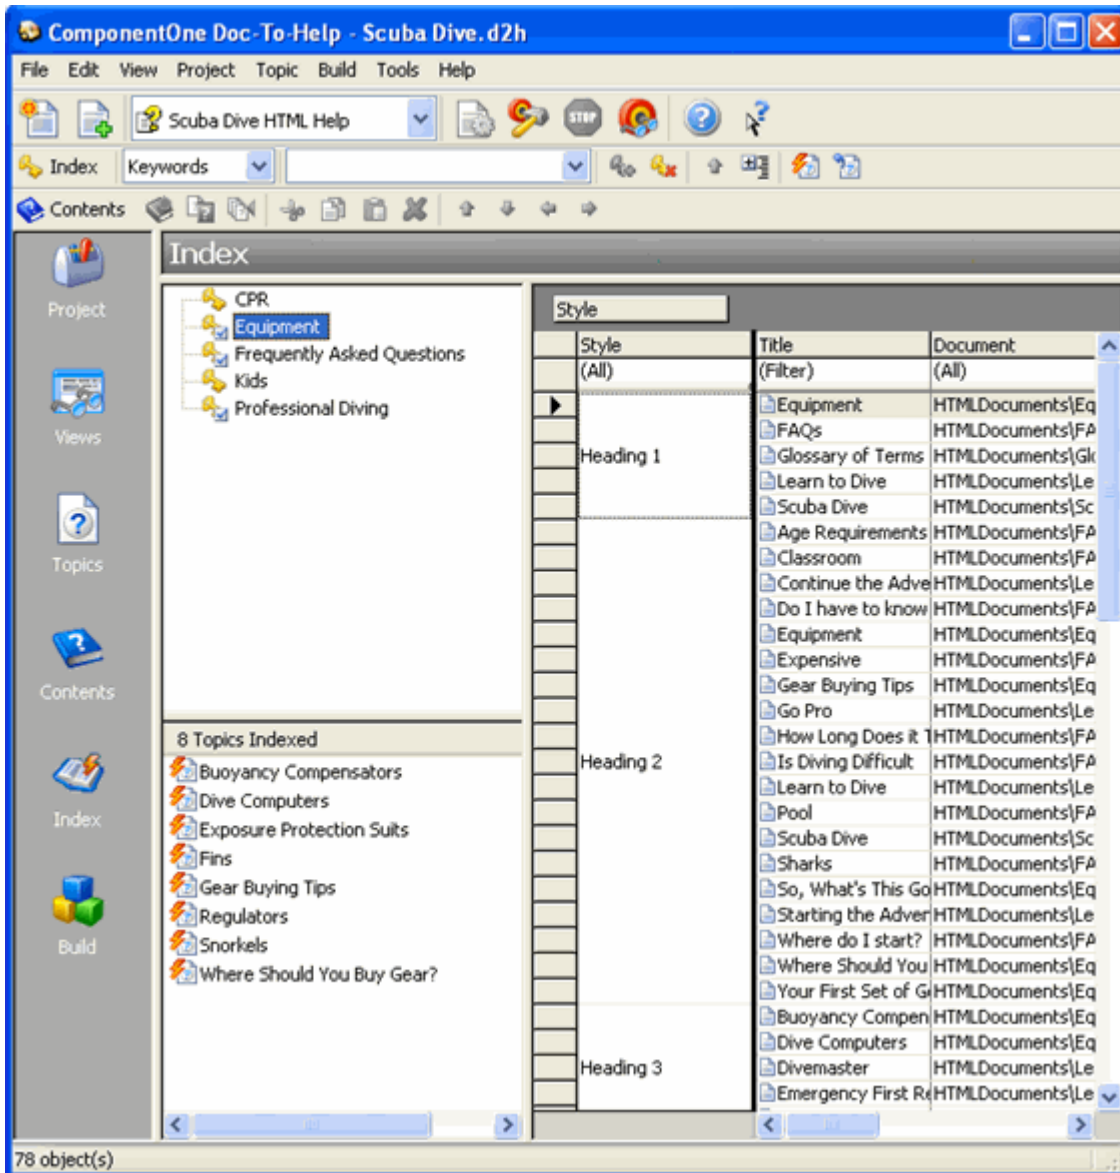 ComponentOne Doc-To-Help - Scuba Dive.d2h
File Edit View Project Topic Build Tools Help
Scuba Dive HTML Help STOP
Index Keywords
Contents
Project
Views
Topics
Contents
Index
Build
Index
CPR
Equipment
Frequently Asked Questions
Kids
Professional Diving
8 Topics Indexed
Buoyancy Compensators
Dive Computers
Exposure Protection Suits
Fins
Gear Buying Tips
Regulators
Snorkels
Where Should You Buy Gear?
Style
Style Title Document
(All) (Filter) (All)
Heading 1
Equipment HTMLDocuments\Eq
FAQs HTMLDocuments\FA
Glossary of Terms HTMLDocuments\Glo
Learn to Dive HTMLDocuments\Le
Scuba Dive HTMLDocuments\Sc
Heading 2
Age Requirements HTMLDocuments\FA
Classroom HTMLDocuments\FA
Continue the Adve HTMLDocuments\Le
Do I have to know HTMLDocuments\FA
Equipment HTMLDocuments\Eq
Expensive HTMLDocuments\FA
Gear Buying Tips HTMLDocuments\Eq
Go Pro HTMLDocuments\Le
How Long Does it T HTMLDocuments\FA
Is Diving Difficult HTMLDocuments\FA
Learn to Dive HTMLDocuments\Le
Pool HTMLDocuments\FA
Scuba Dive HTMLDocuments\Sc
Sharks HTMLDocuments\FA
So, What's This Go HTMLDocuments\Eq
Starting the Adver HTMLDocuments\Le
Where do I start? HTMLDocuments\FA
Where Should You HTMLDocuments\Eq
Your First Set of G HTMLDocuments\Eq
Heading 3
Buoyancy Compen HTMLDocuments\Eq
Dive Computers HTMLDocuments\Eq
Divemaster HTMLDocuments\Le
Emergency First Re HTMLDocuments\Le
78 object(s)